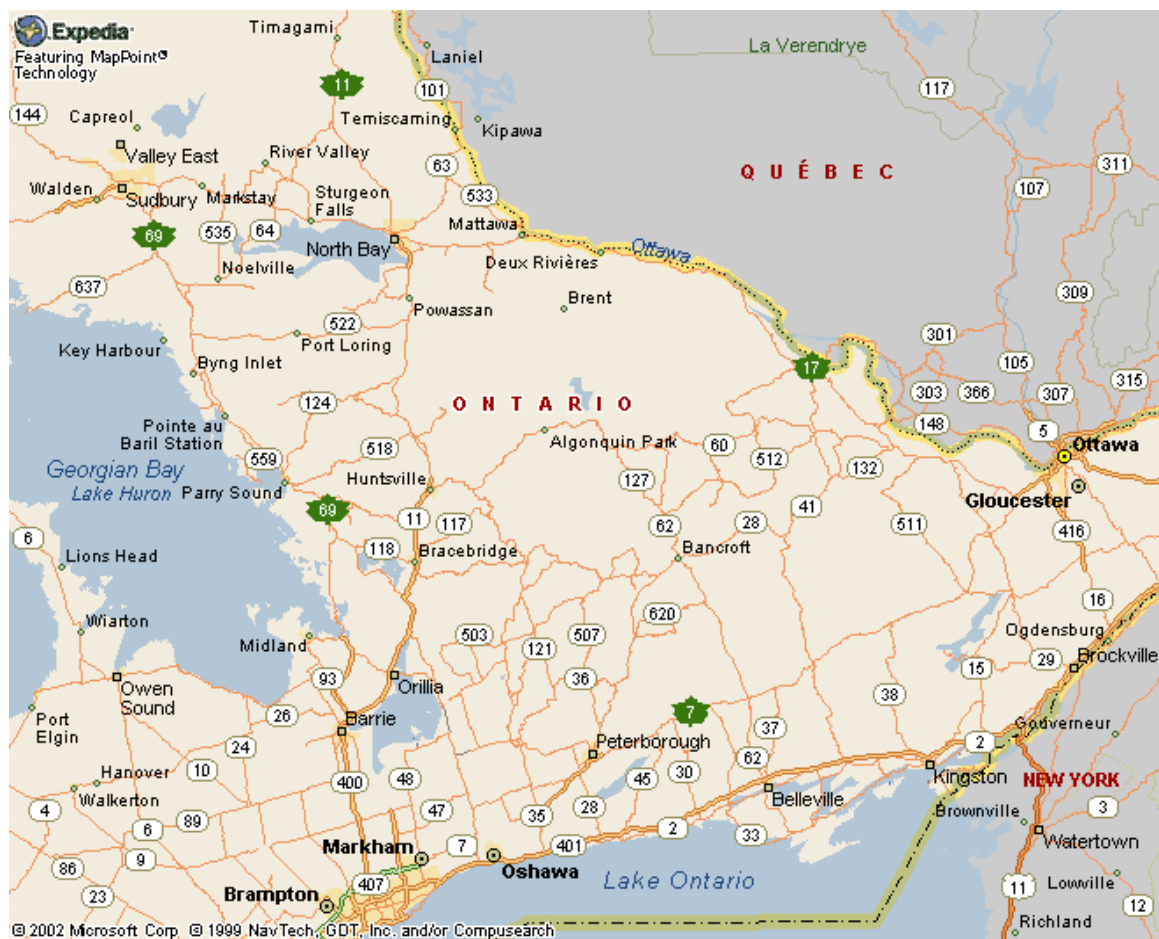 Expedia
Featuring MapPoint®
Technology
Timagami
Laniel
La Verendrye
117
11
101
144
Capreol
Temiscaming
Kipawa
Valley East
River Valley
63
QUÉBEC
311
107
Walden
Sudbury
Markstay
Sturgeon
Falls
533
69
535
64
North Bay
Mattawa
Ottawa
Noelville
Deux Rivières
637
Powassan
Brent
309
522
Key Harbour
Port Loring
301
105
Byng Inlet
17
303
366
307
315
124
ONTARIO
Pointe au
Baril Station
148
5
Ottawa
518
Algonquin Park
60
Georgian Bay
Lake Huron
559
Parry Sound
Huntsville
127
512
132
Gloucester
69
11
117
62
28
41
511
416
6
Lions Head
118
Bracebridge
Bancroft
16
Wiarton
620
Midland
503
507
121
Ogdensburg
29
15
Brockville
93
Orillia
36
38
Owen
Sound
26
Barrie
7
37
Gouverneur
Port
Elgin
24
Peterborough
2
62
10
400
48
45
30
Kingston
NEW YORK
Hanover
Walkerton
Belleville
Brownville
3
4
6
89
47
35
28
2
33
Watertown
9
Markham
7
401
86
Oshawa
23
Brampton
407
Lake Ontario
11
Lowville
12
Richland
© 2002 Microsoft Corp © 1999 NavTech, GDT, Inc. and/or Compusearch